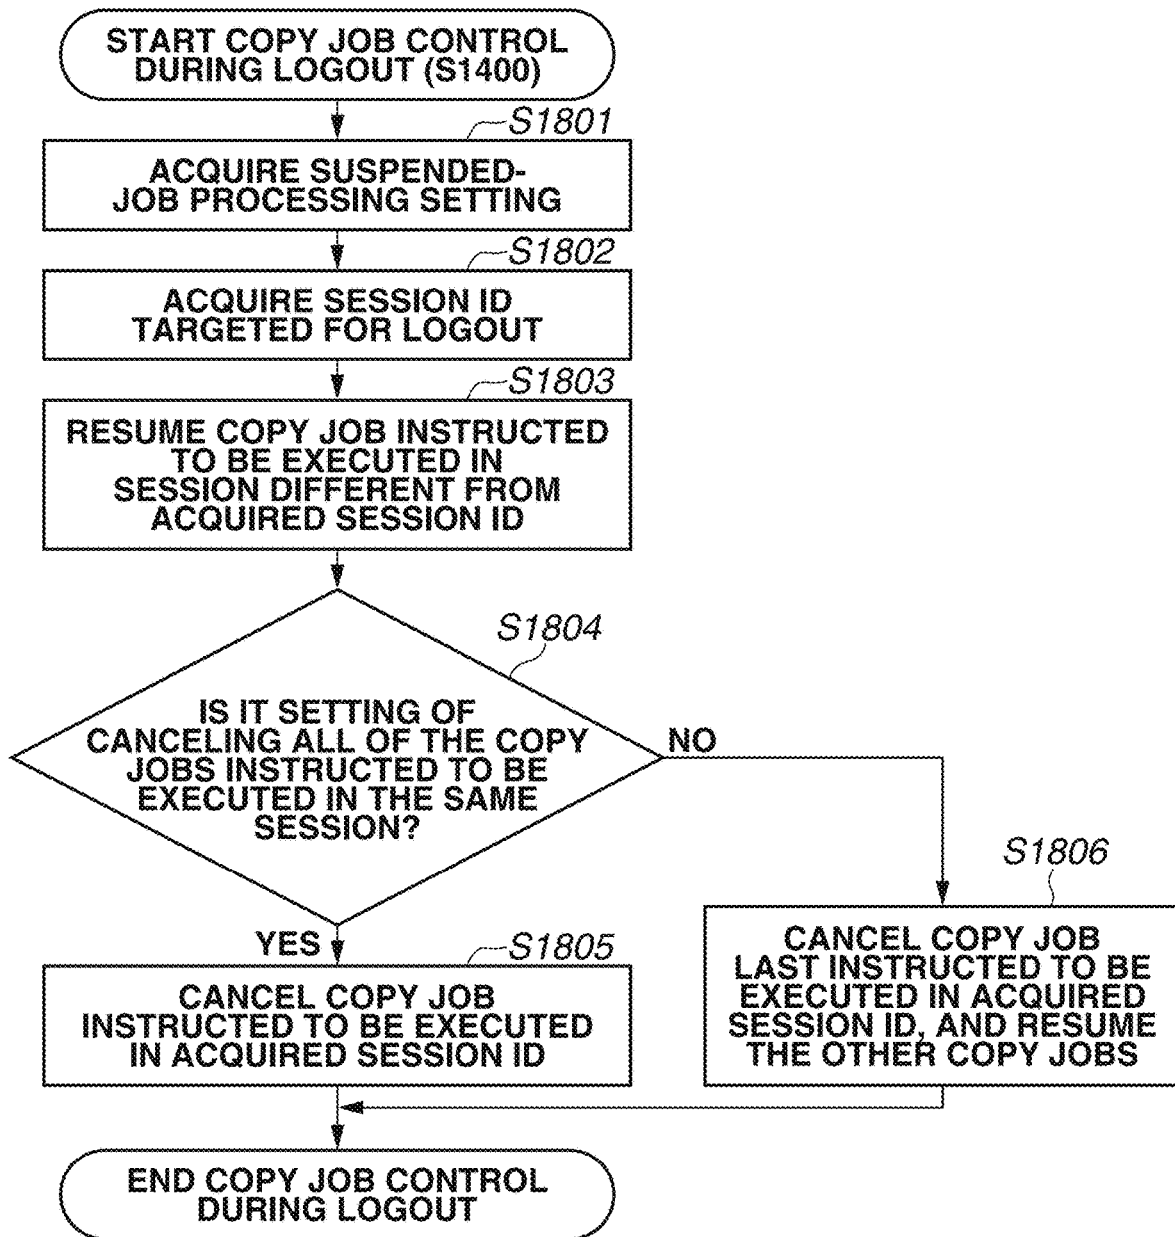 START COPY JOB CONTROL
DURING LOGOUT (S1400)
S1801
ACQUIRE SUSPENDED-
JOB PROCESSING SETTING
S1802
ACQUIRE SESSION ID
TARGETED FOR LOGOUT
S1803
RESUME COPY JOB INSTRUCTED
TO BE EXECUTED IN
SESSION DIFFERENT FROM
ACQUIRED SESSION ID
S1804
IS IT SETTING OF
CANCELING ALL OF THE COPY
JOBS INSTRUCTED TO BE
EXECUTED IN THE SAME
SESSION?
NO
YES
S1805
CANCEL COPY JOB
INSTRUCTED TO BE EXECUTED
IN ACQUIRED SESSION ID
S1806
CANCEL COPY JOB
LAST INSTRUCTED TO BE
EXECUTED IN ACQUIRED
SESSION ID, AND RESUME
THE OTHER COPY JOBS
END COPY JOB CONTROL
DURING LOGOUT